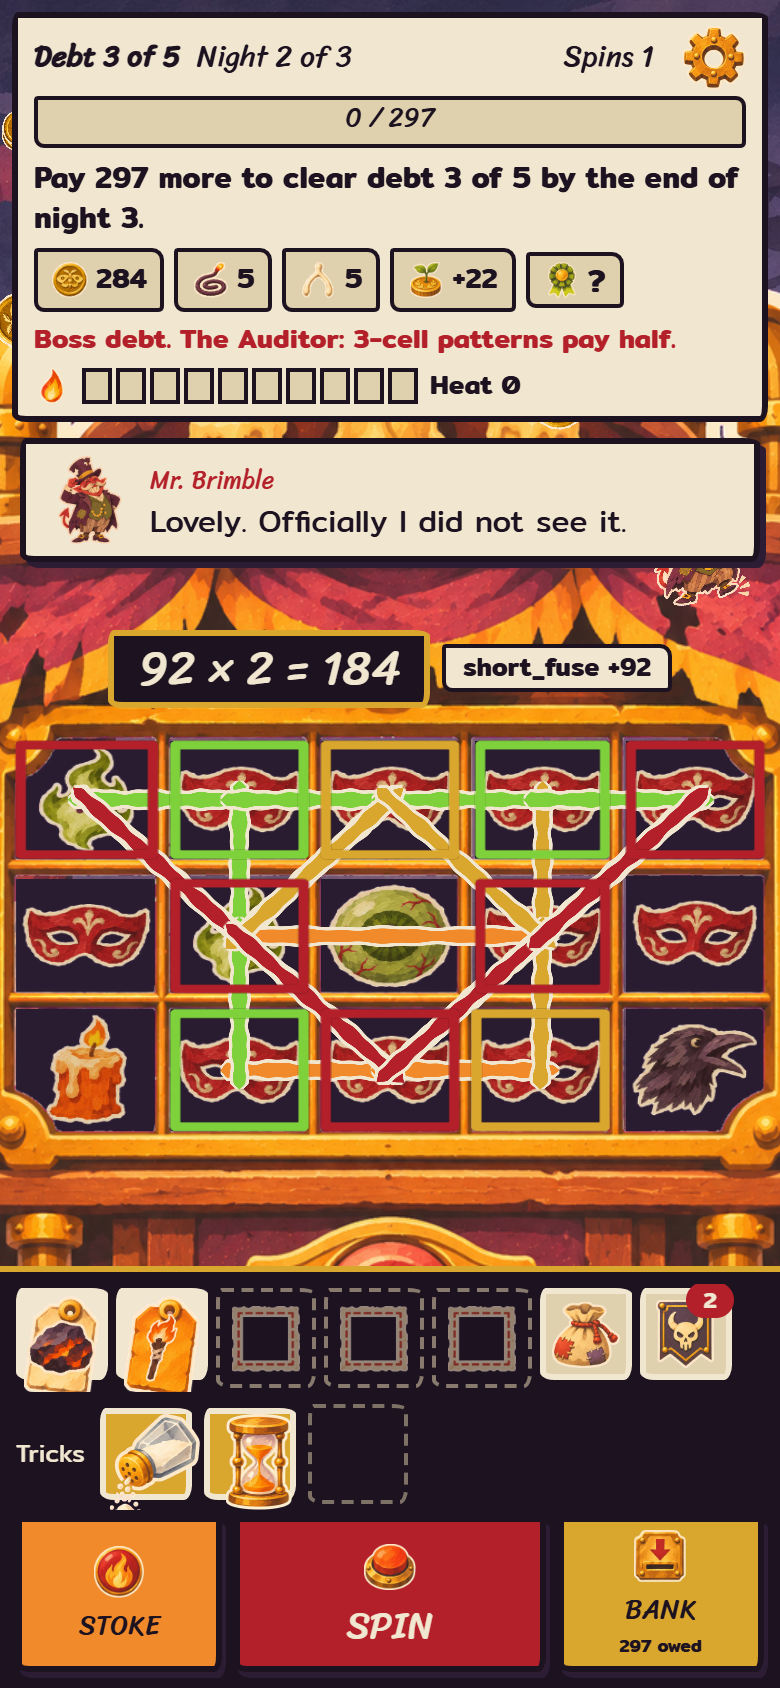 Debt 3 of 5 Night 2 of 3 Spins 1
0 / 297
Pay 297 more to clear debt 3 of 5 by the end of
night 3.
284 5 5 +22 ?
Boss debt. The Auditor: 3-cell patterns pay half.
Heat 0
Mr. Brimble
Lovely. Officially I did not see it.
92 × 2 = 184 short_fuse +92
2
Tricks
STOKE
SPIN
BANK
297 owed